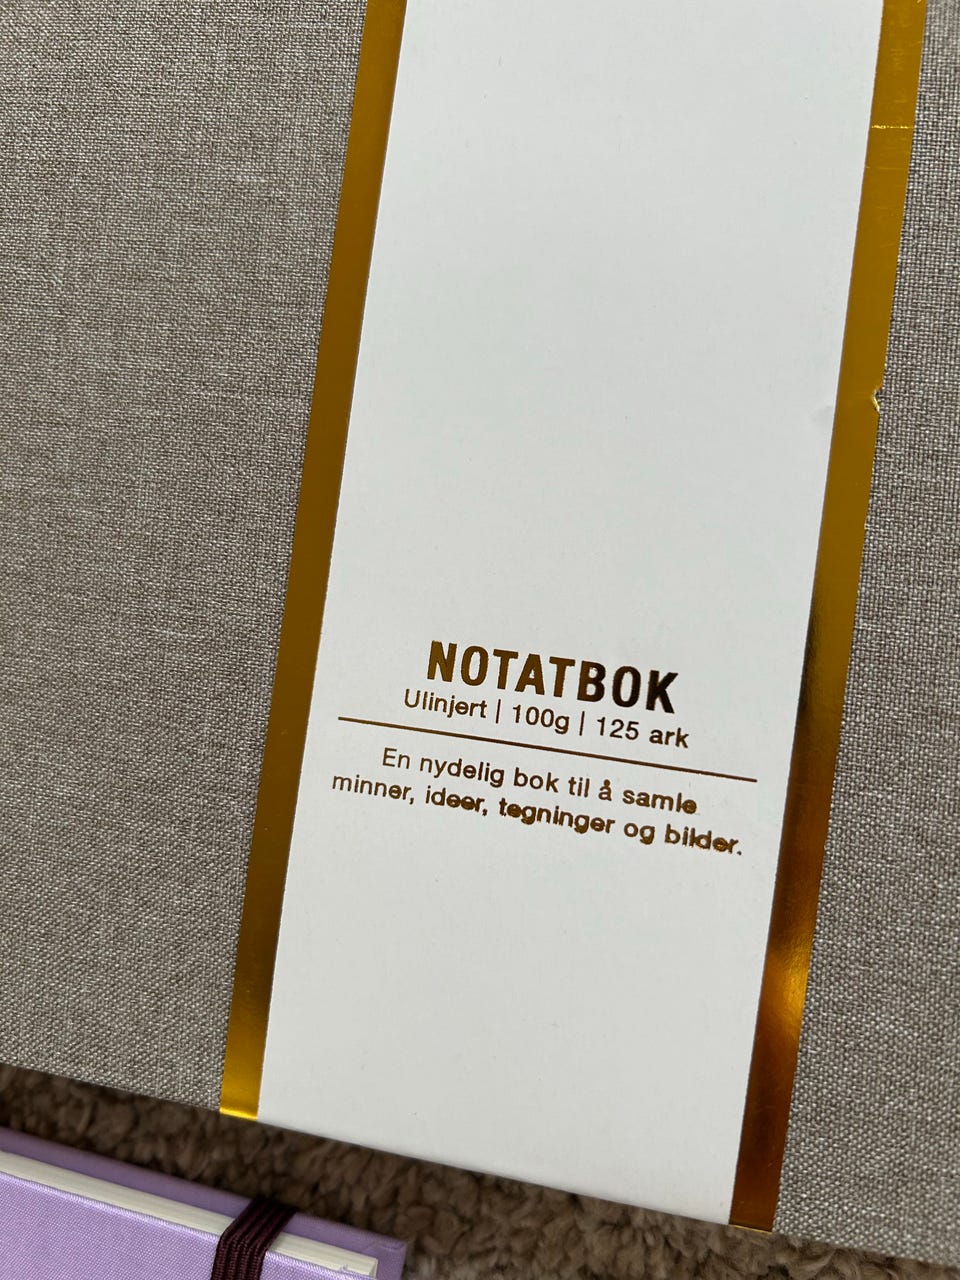 NOTATBOK
Ulinjert | 100g | 125 ark
En nydelig bok til å samle
minner, ideer, tegninger og bilder.